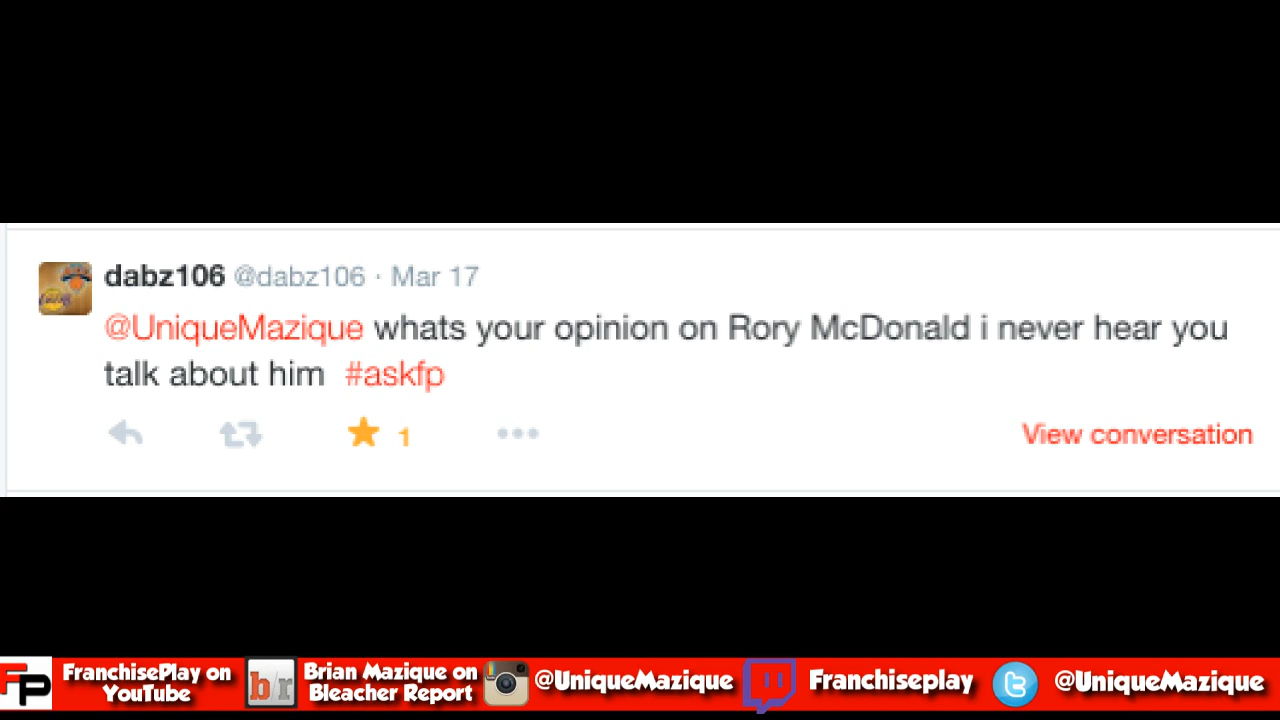 dabz106 @dabz106 · Mar 17
@UniqueMazique whats your opinion on Rory McDonald i never hear you
talk about him #askfp
1
View conversation
FP
FranchisePlay on
YouTube
b/r
Brian Mazique on
Bleacher Report
@UniqueMazique
Franchiseplay
@UniqueMazique